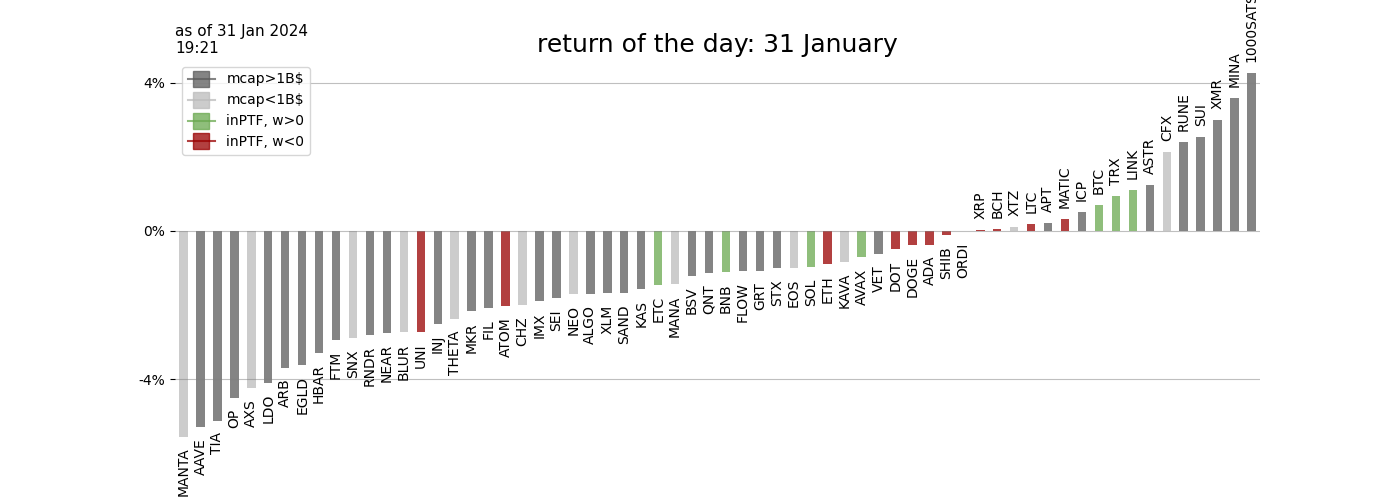 as of 31 Jan 2024
19:21
return of the day: 31 January
mcap>1B$
mcap<1B$
inPTF, w>0
inPTF, w<0
4%
0%
-4%
MANTA
AAVE
TIA
OP
AXS
LDO
ARB
EGLD
HBAR
FTM
SNX
RNDR
NEAR
BLUR
UNI
INJ
THETA
MKR
FIL
ATOM
CHZ
IMX
SEI
NEO
ALGO
XLM
SAND
KAS
ETC
MANA
BSV
QNT
BNB
FLOW
GRT
STX
EOS
SOL
ETH
KAVA
AVAX
VET
DOT
DOGE
ADA
SHIB
ORDI
XRP
BCH
XTZ
LTC
APT
MATIC
ICP
BTC
TRX
LINK
ASTR
CFX
RUNE
SUI
XMR
MINA
1000SATS